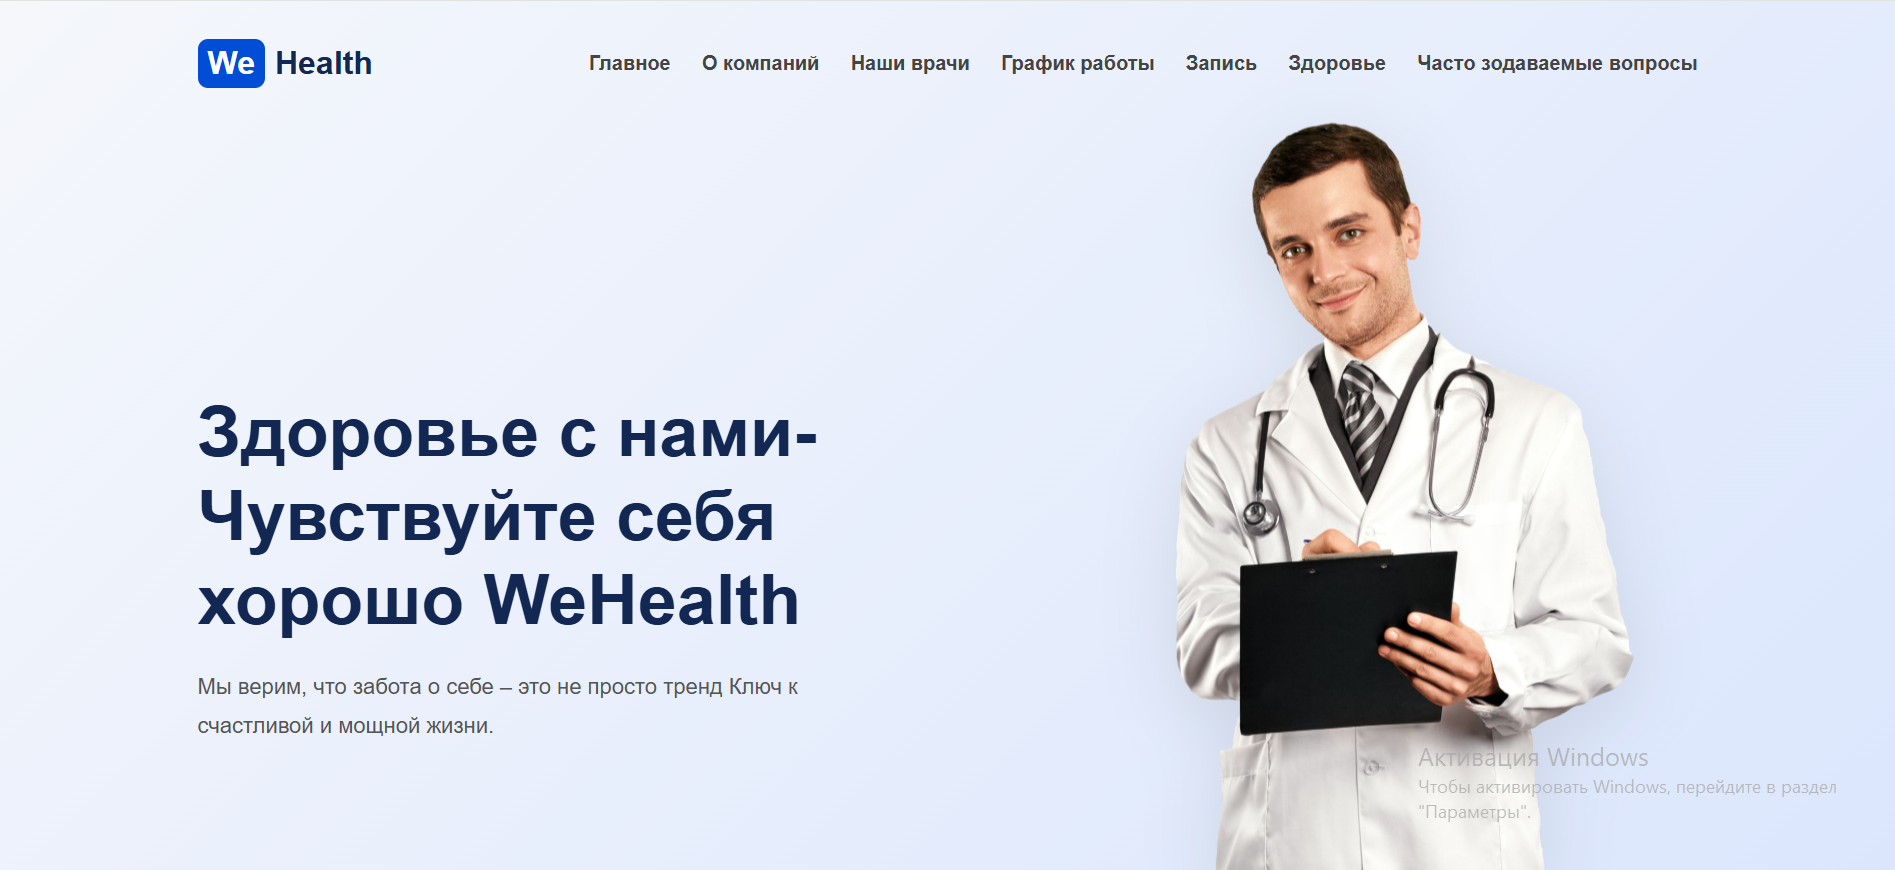 We Health
Главное О компаний Наши врачи График работы Запись Здоровье Часто зодаваемые вопросы
Здоровье с нами-
Чувствуйте себя
хорошо WeHealth
Мы верим, что забота о себе – это не просто тренд Ключ к
счастливой и мощной жизни.
Активация Windows
Чтобы активировать Windows, перейдите в раздел
"Параметры".